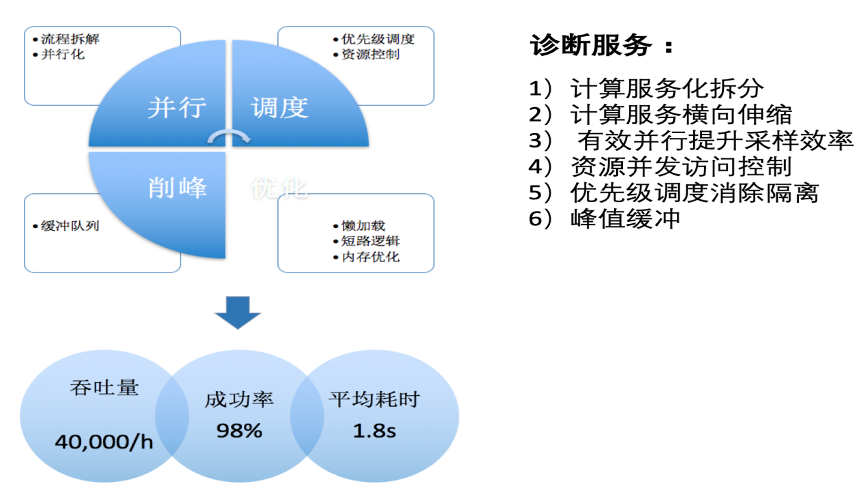 • 流程拆解
• 并行化
• 优先级调度
• 资源控制
并行
调度
削峰
优化
• 缓冲队列
• 懒加载
• 短路逻辑
• 内存优化
吞吐量
40,000/h
成功率
98%
平均耗时
1.8s
诊断服务：
1） 计算服务化拆分
2） 计算服务横向伸缩
3） 有效并行提升采样效率
4） 资源并发访问控制
5） 优先级调度消除隔离
6） 峰值缓冲